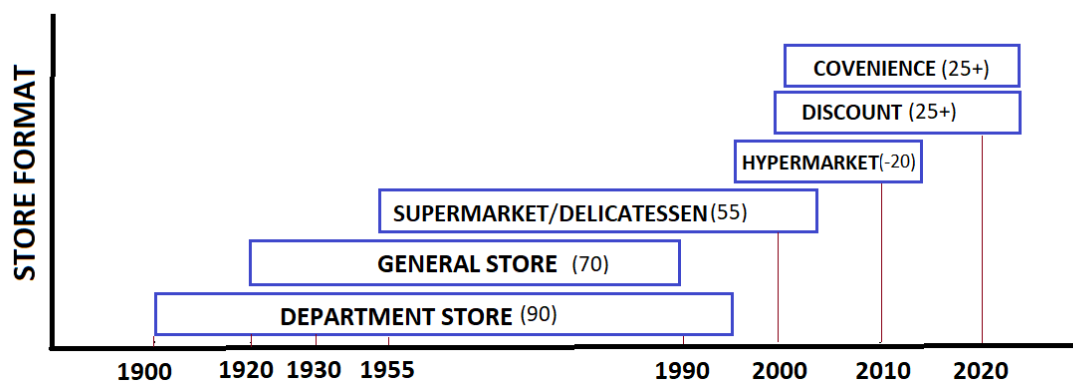 STORE FORMAT
COVENIENCE (25+)
DISCOUNT (25+)
HYPERMARKET(-20)
SUPERMARKET/DELICATESSEN (55)
GENERAL STORE (70)
DEPARTMENT STORE (90)
1900 1920 1930 1955 1990 2000 2010 2020